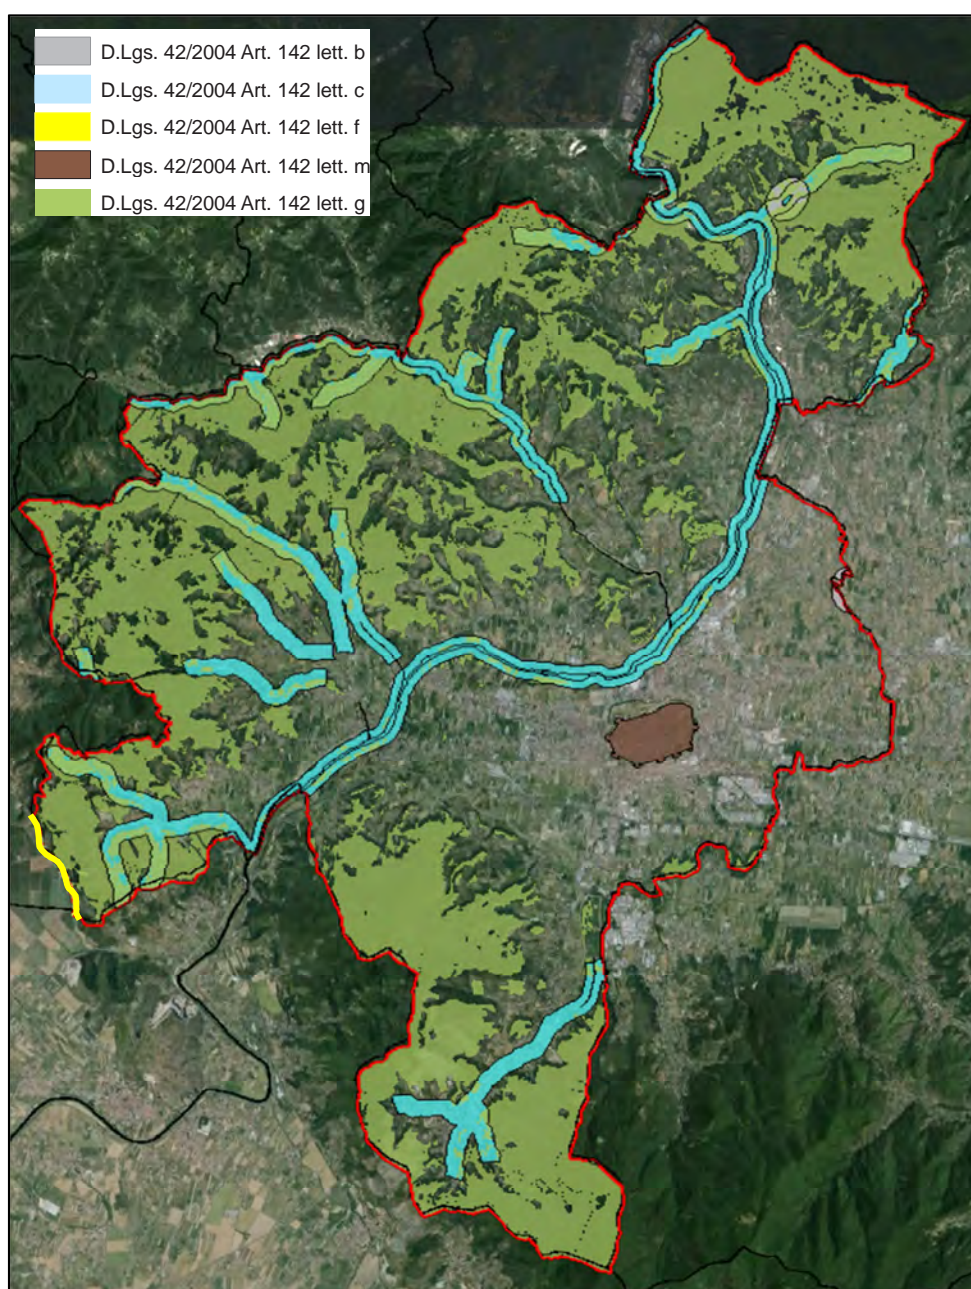 D.Lgs. 42/2004 Art. 142 lett. b
D.Lgs. 42/2004 Art. 142 lett. c
D.Lgs. 42/2004 Art. 142 lett. f
D.Lgs. 42/2004 Art. 142 lett. m
D.Lgs. 42/2004 Art. 142 lett. g